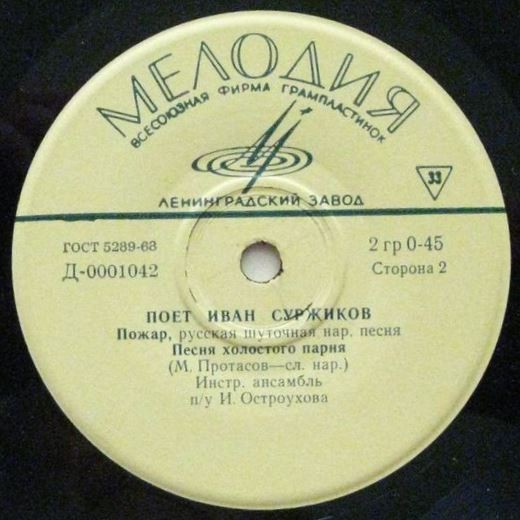 МЕЛОДИЯ
ВСЕСОЮЗНАЯ ФИРМА ГРАМПЛАСТИНОК
33
ЛЕНИНГРАДСКИЙ ЗАВОД
ГОСТ 5289-68
2 гр 0-45
Д-0001042
Сторона 2
ПОЕТ ИВАН СУРЖИКОВ
Пожар, русская шуточная нар. песня
Песня холостого парня
(М. Протасов—сл. нар.)
Инстр. ансамбль
п/у И. Остроухова